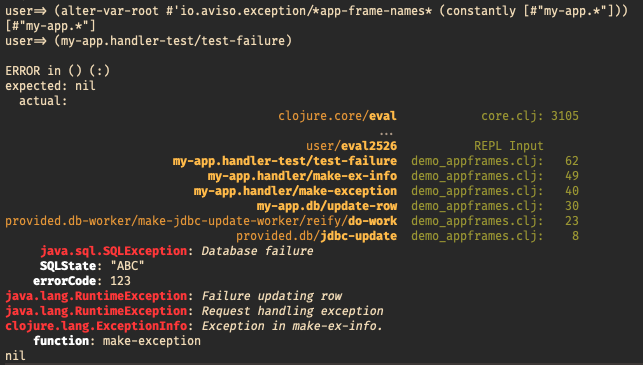 user=> (alter-var-root #'io.aviso.exception/*app-frame-names* (constantly [#"my-app.*"]))
[#"my-app.*"]
user=> (my-app.handler-test/test-failure)

ERROR in () (:)
expected: nil
  actual:
clojure.core/eval core.clj: 3105
...
user/eval2526 REPL Input
my-app.handler-test/test-failure demo_appframes.clj: 62
my-app.handler/make-ex-info demo_appframes.clj: 49
my-app.handler/make-exception demo_appframes.clj: 40
my-app.db/update-row demo_appframes.clj: 30
provided.db-worker/make-jdbc-update-worker/reify/do-work demo_appframes.clj: 23
provided.db/jdbc-update demo_appframes.clj: 8
java.sql.SQLException: Database failure
SQLState: "ABC"
errorCode: 123
java.lang.RuntimeException: Failure updating row
java.lang.RuntimeException: Request handling exception
clojure.lang.ExceptionInfo: Exception in make-ex-info.
function: make-exception
nil